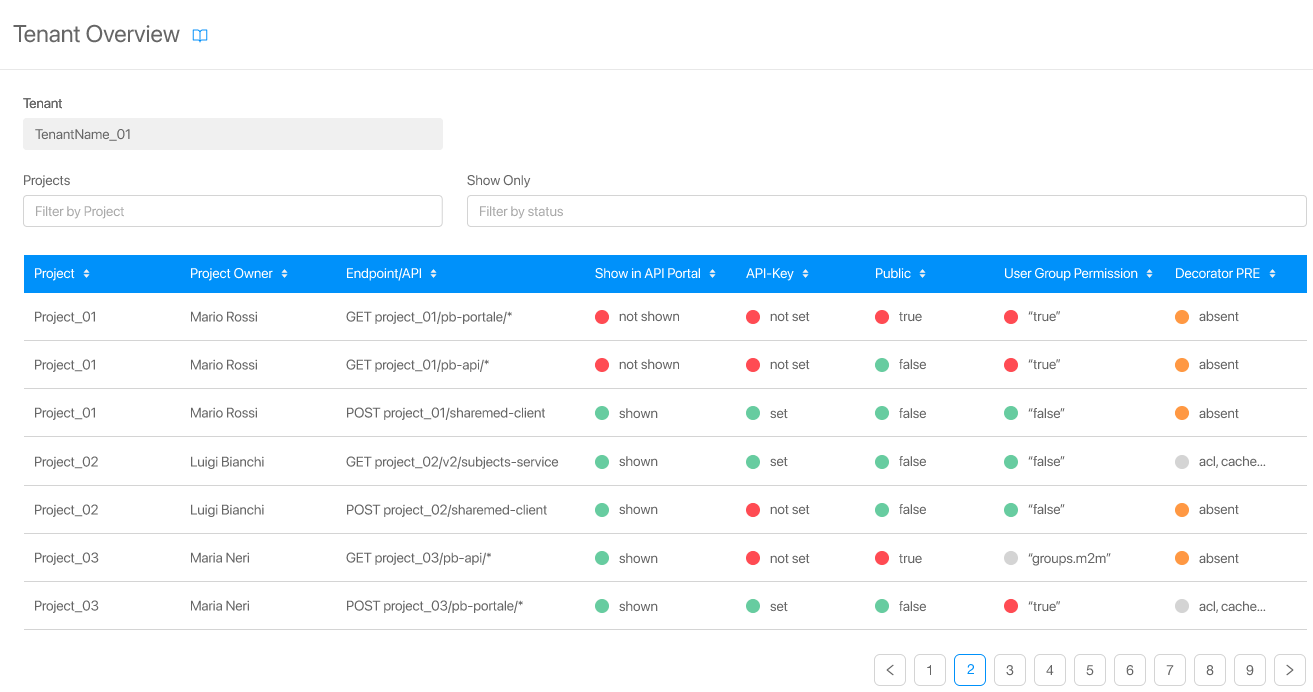 Tenant Overview
Tenant
TenantName_01
Projects Show Only
Filter by Project Filter by status
Project Project Owner Endpoint/API Show in API Portal API-Key Public User Group Permission Decorator PRE
Project_01 Mario Rossi GET project_01/pb-portale/* not shown not set true “true” absent
Project_01 Mario Rossi GET project_01/pb-api/* not shown not set false “true” absent
Project_01 Mario Rossi POST project_01/sharemed-client shown set false “false” absent
Project_02 Luigi Bianchi GET project_02/v2/subjects-service shown set false “false” acl, cache...
Project_02 Luigi Bianchi POST project_02/sharemed-client shown not set false “false” absent
Project_03 Maria Neri GET project_03/pb-api/* shown not set true “groups.m2m” absent
Project_03 Maria Neri POST project_03/pb-portale/* shown set false “true” acl, cache...
1 2 3 4 5 6 7 8 9